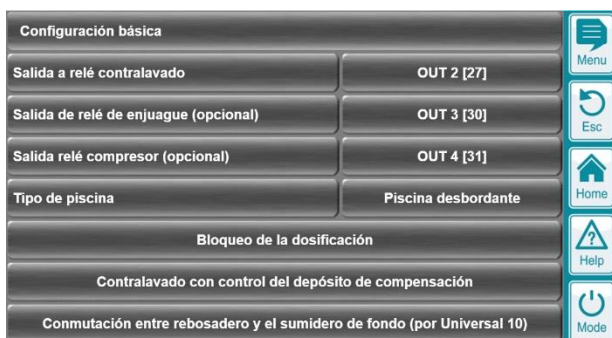 Configuración básica
Salida a relé contralavado OUT 2 [27]
Salida de relé de enjuague (opcional) OUT 3 [30]
Salida relé compresor (opcional) OUT 4 [31]
Tipo de piscina Piscina desbordante
Bloqueo de la dosificación
Contralavado con control del depósito de compensación
Conmutación entre rebosadero y el sumidero de fondo (por Universal 10)
Menu
Esc
Home
?
Help
Mode